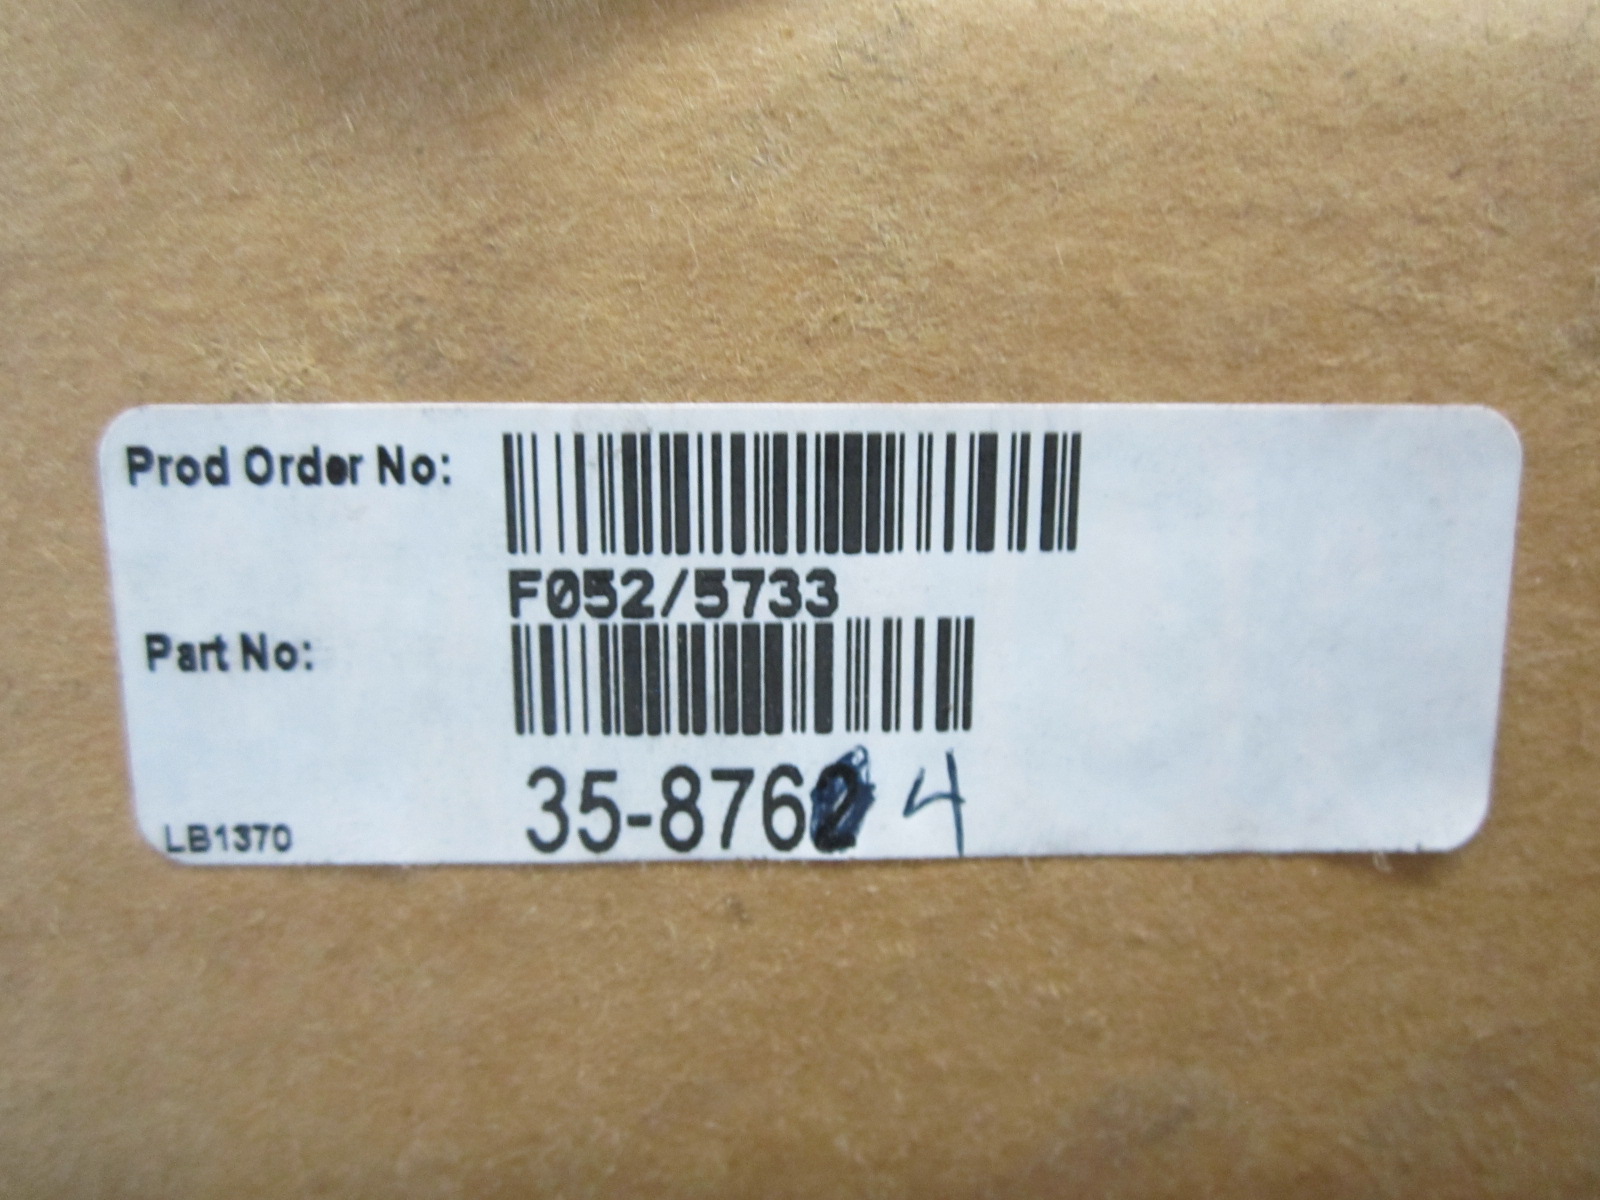 Prod Order No:
F052/5733
Part No:
35-876 4
LB1370